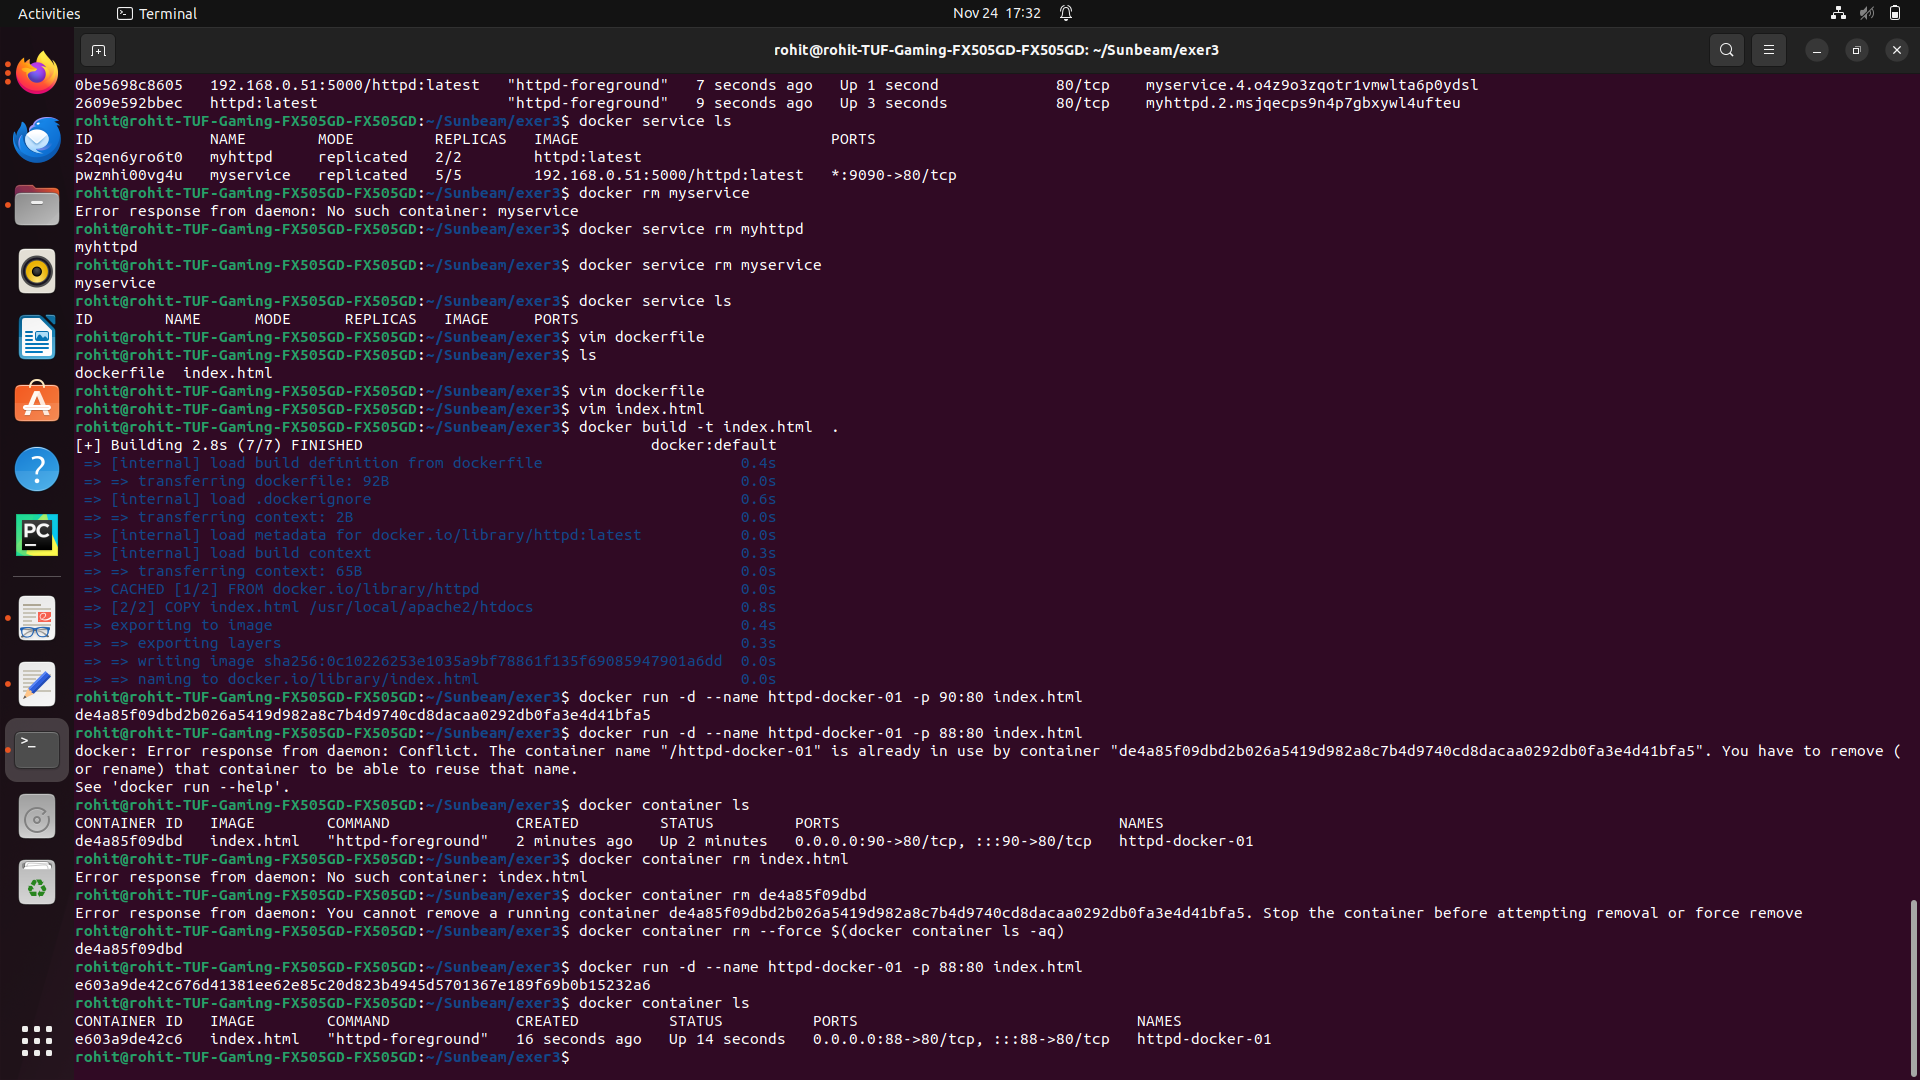 Activities
Terminal
Nov 24 17:32
rohit@rohit-TUF-Gaming-FX505GD-FX505GD: ~/Sunbeam/exer3
0be5698c8605 192.168.0.51:5000/httpd:latest "httpd-foreground" 7 seconds ago Up 1 second 80/tcp myservice.4.o4z9o3zqotr1vmwlta6p0ydsl
2609e592bbec httpd:latest "httpd-foreground" 9 seconds ago Up 3 seconds 80/tcp myhttpd.2.msjqecps9n4p7gbxywl4ufteu
rohit@rohit-TUF-Gaming-FX505GD-FX505GD:~/Sunbeam/exer3$ docker service ls
ID NAME MODE REPLICAS IMAGE PORTS
s2qen6yro6t0 myhttpd replicated 2/2 httpd:latest
pwzmhi00vg4u myservice replicated 5/5 192.168.0.51:5000/httpd:latest *:9090->80/tcp
rohit@rohit-TUF-Gaming-FX505GD-FX505GD:~/Sunbeam/exer3$ docker rm myservice
Error response from daemon: No such container: myservice
rohit@rohit-TUF-Gaming-FX505GD-FX505GD:~/Sunbeam/exer3$ docker service rm myhttpd
myhttpd
rohit@rohit-TUF-Gaming-FX505GD-FX505GD:~/Sunbeam/exer3$ docker service rm myservice
myservice
rohit@rohit-TUF-Gaming-FX505GD-FX505GD:~/Sunbeam/exer3$ docker service ls
ID NAME MODE REPLICAS IMAGE PORTS
rohit@rohit-TUF-Gaming-FX505GD-FX505GD:~/Sunbeam/exer3$ vim dockerfile
rohit@rohit-TUF-Gaming-FX505GD-FX505GD:~/Sunbeam/exer3$ ls
dockerfile index.html
rohit@rohit-TUF-Gaming-FX505GD-FX505GD:~/Sunbeam/exer3$ vim dockerfile
rohit@rohit-TUF-Gaming-FX505GD-FX505GD:~/Sunbeam/exer3$ vim index.html
rohit@rohit-TUF-Gaming-FX505GD-FX505GD:~/Sunbeam/exer3$ docker build -t index.html .
[+] Building 2.8s (7/7) FINISHED docker:default
=> [internal] load build definition from dockerfile 0.4s
=> => transferring dockerfile: 92B 0.0s
=> [internal] load .dockerignore 0.6s
=> => transferring context: 2B 0.0s
=> [internal] load metadata for docker.io/library/httpd:latest 0.0s
=> [internal] load build context 0.3s
=> => transferring context: 65B 0.0s
=> CACHED [1/2] FROM docker.io/library/httpd 0.0s
=> [2/2] COPY index.html /usr/local/apache2/htdocs 0.8s
=> exporting to image 0.4s
=> => exporting layers 0.3s
=> => writing image sha256:0c10226253e1035a9bf78861f135f69085947901a6dd 0.0s
=> => naming to docker.io/library/index.html 0.0s
rohit@rohit-TUF-Gaming-FX505GD-FX505GD:~/Sunbeam/exer3$ docker run -d --name httpd-docker-01 -p 90:80 index.html
de4a85f09dbd2b026a5419d982a8c7b4d9740cd8dacaa0292db0fa3e4d41bfa5
rohit@rohit-TUF-Gaming-FX505GD-FX505GD:~/Sunbeam/exer3$ docker run -d --name httpd-docker-01 -p 88:80 index.html
docker: Error response from daemon: Conflict. The container name "/httpd-docker-01" is already in use by container "de4a85f09dbd2b026a5419d982a8c7b4d9740cd8dacaa0292db0fa3e4d41bfa5". You have to remove (
or rename) that container to be able to reuse that name.
See 'docker run --help'.
rohit@rohit-TUF-Gaming-FX505GD-FX505GD:~/Sunbeam/exer3$ docker container ls
CONTAINER ID IMAGE COMMAND CREATED STATUS PORTS NAMES
de4a85f09dbd index.html "httpd-foreground" 2 minutes ago Up 2 minutes 0.0.0.0:90->80/tcp, :::90->80/tcp httpd-docker-01
rohit@rohit-TUF-Gaming-FX505GD-FX505GD:~/Sunbeam/exer3$ docker container rm index.html
Error response from daemon: No such container: index.html
rohit@rohit-TUF-Gaming-FX505GD-FX505GD:~/Sunbeam/exer3$ docker container rm de4a85f09dbd
Error response from daemon: You cannot remove a running container de4a85f09dbd2b026a5419d982a8c7b4d9740cd8dacaa0292db0fa3e4d41bfa5. Stop the container before attempting removal or force remove
rohit@rohit-TUF-Gaming-FX505GD-FX505GD:~/Sunbeam/exer3$ docker container rm --force $(docker container ls -aq)
de4a85f09dbd
rohit@rohit-TUF-Gaming-FX505GD-FX505GD:~/Sunbeam/exer3$ docker run -d --name httpd-docker-01 -p 88:80 index.html
e603a9de42c676d41381ee62e85c20d823b4945d5701367e189f69b0b15232a6
rohit@rohit-TUF-Gaming-FX505GD-FX505GD:~/Sunbeam/exer3$ docker container ls
CONTAINER ID IMAGE COMMAND CREATED STATUS PORTS NAMES
e603a9de42c6 index.html "httpd-foreground" 16 seconds ago Up 14 seconds 0.0.0.0:88->80/tcp, :::88->80/tcp httpd-docker-01
rohit@rohit-TUF-Gaming-FX505GD-FX505GD:~/Sunbeam/exer3$
PC